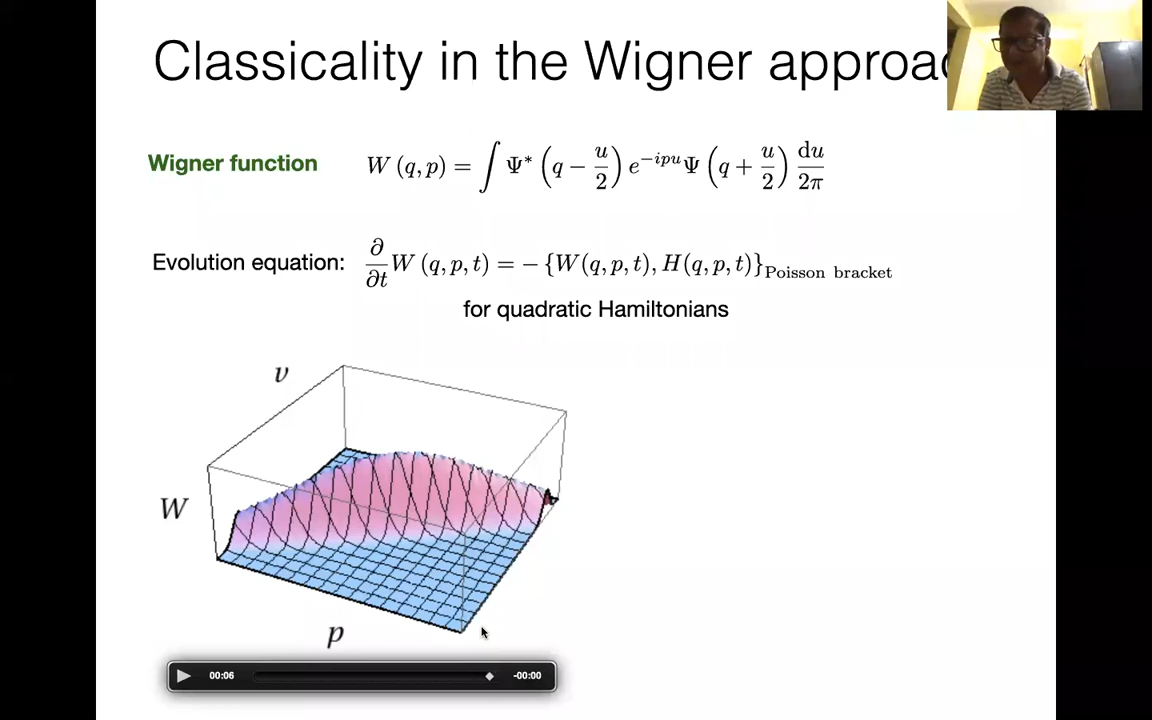 Classicality in the Wigner approac
Wigner function W (q, p) = ∫ Ψ* (q − u/2) e^{−ipu} Ψ (q + u/2) du/2π
Evolution equation: ∂/∂t W (q, p, t) = − {W(q, p, t), H(q, p, t)}_{Poisson bracket}
for quadratic Hamiltonians
v
W
p
00:06 -00:00